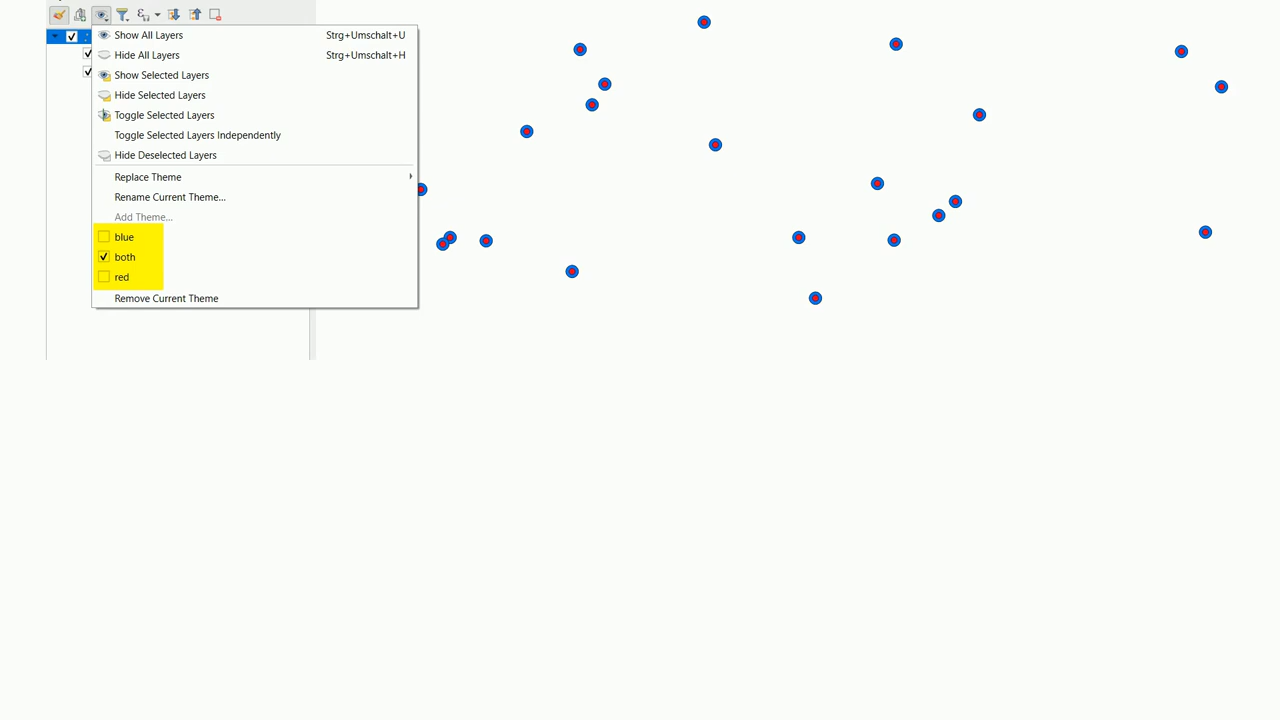 Show All Layers Strg+Umschalt+U
Hide All Layers Strg+Umschalt+H
Show Selected Layers
Hide Selected Layers
Toggle Selected Layers
Toggle Selected Layers Independently
Hide Deselected Layers
Replace Theme
Rename Current Theme...
Add Theme...
blue
both
red
Remove Current Theme